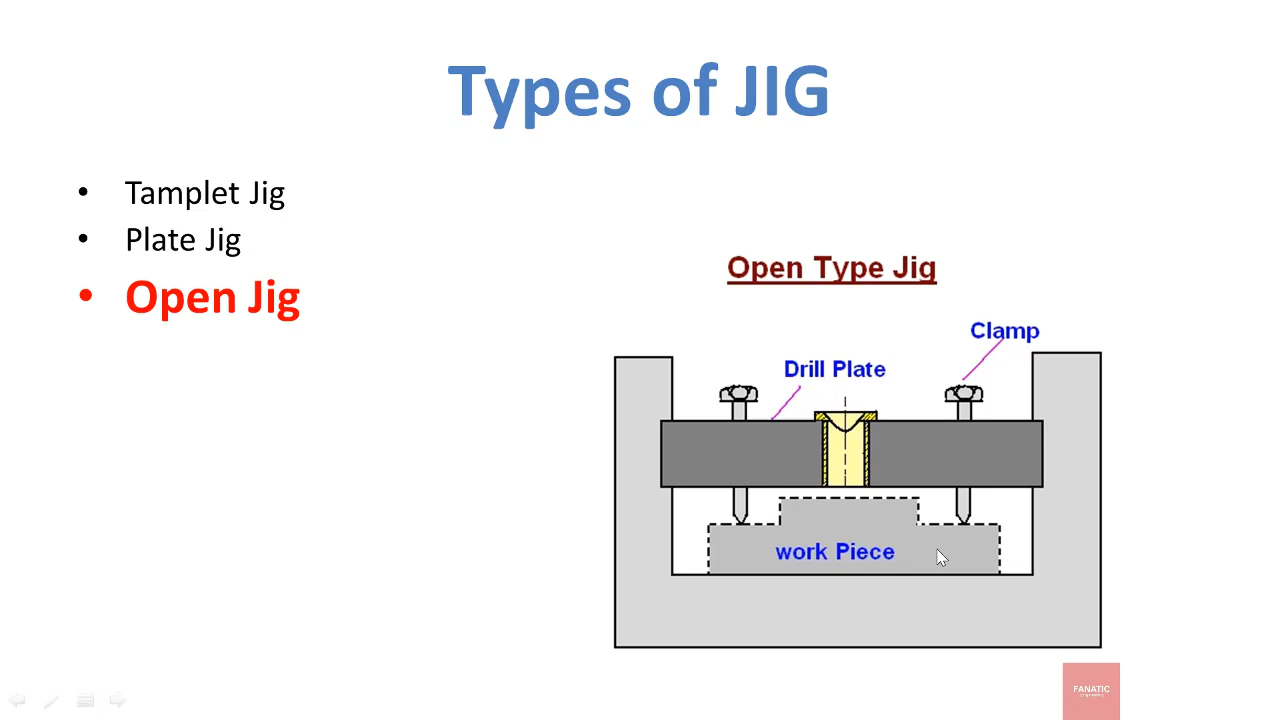 Types of JIG
• Tamplet Jig
• Plate Jig
• Open Jig
Open Type Jig
Clamp
Drill Plate
work Piece
FANATIC